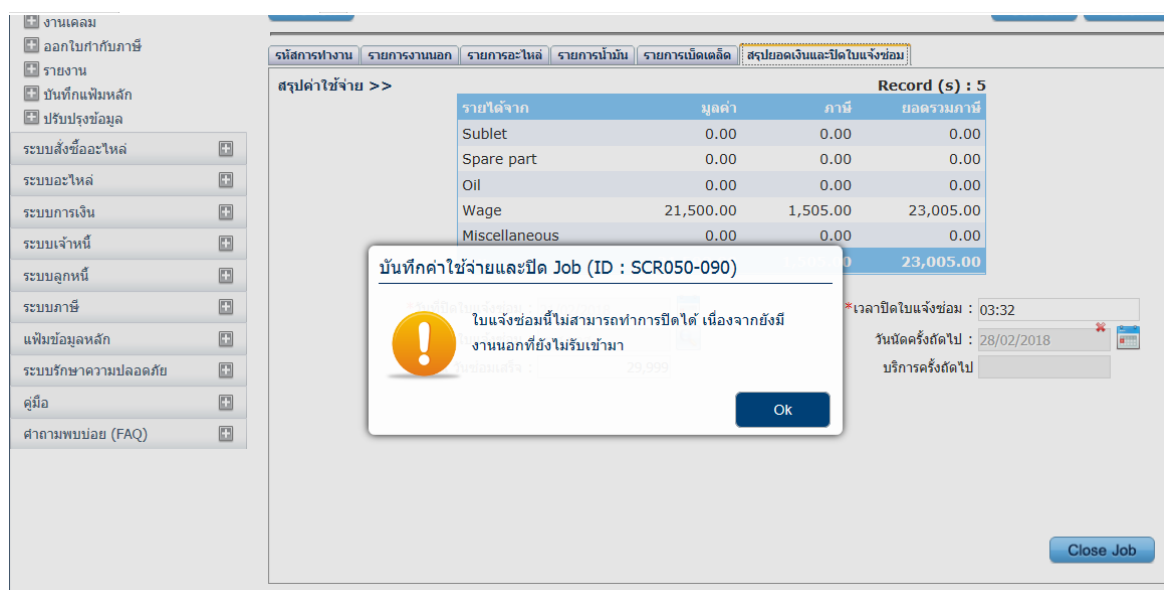 งานเคลม
ออกใบกำกับภาษี
รายงาน
บันทึกแฟ้มหลัก
ปรับปรุงข้อมูล
ระบบสั่งซื้ออะไหล่
ระบบอะไหล่
ระบบการเงิน
ระบบเจ้าหนี้
ระบบลูกหนี้
ระบบภาษี
แฟ้มข้อมูลหลัก
ระบบรักษาความปลอดภัย
คู่มือ
คำถามพบบ่อย (FAQ)
รหัสการทำงาน รายการงานนอก รายการอะไหล่ รายการน้ำมัน รายการเบ็ดเตล็ด สรุปยอดเงินและปิดใบแจ้งซ่อม
สรุปค่าใช้จ่าย >> Record (s) : 5
รายได้จาก มูลค่า ภาษี ยอดรวมภาษี
Sublet 0.00 0.00 0.00
Spare part 0.00 0.00 0.00
Oil 0.00 0.00 0.00
Wage 21,500.00 1,505.00 23,005.00
Miscellaneous 0.00 0.00 0.00
23,005.00
บันทึกค่าใช้จ่ายและปิด Job (ID : SCR050-090)
ใบแจ้งซ่อมนี้ไม่สามารถทำการปิดได้ เนื่องจากยังมี
งานนอกที่ยังไม่รับเข้ามา
Ok
*เวลาปิดใบแจ้งซ่อม : 03:32
วันนัดครั้งถัดไป : 28/02/2018
บริการครั้งถัดไป
29,999
Close Job